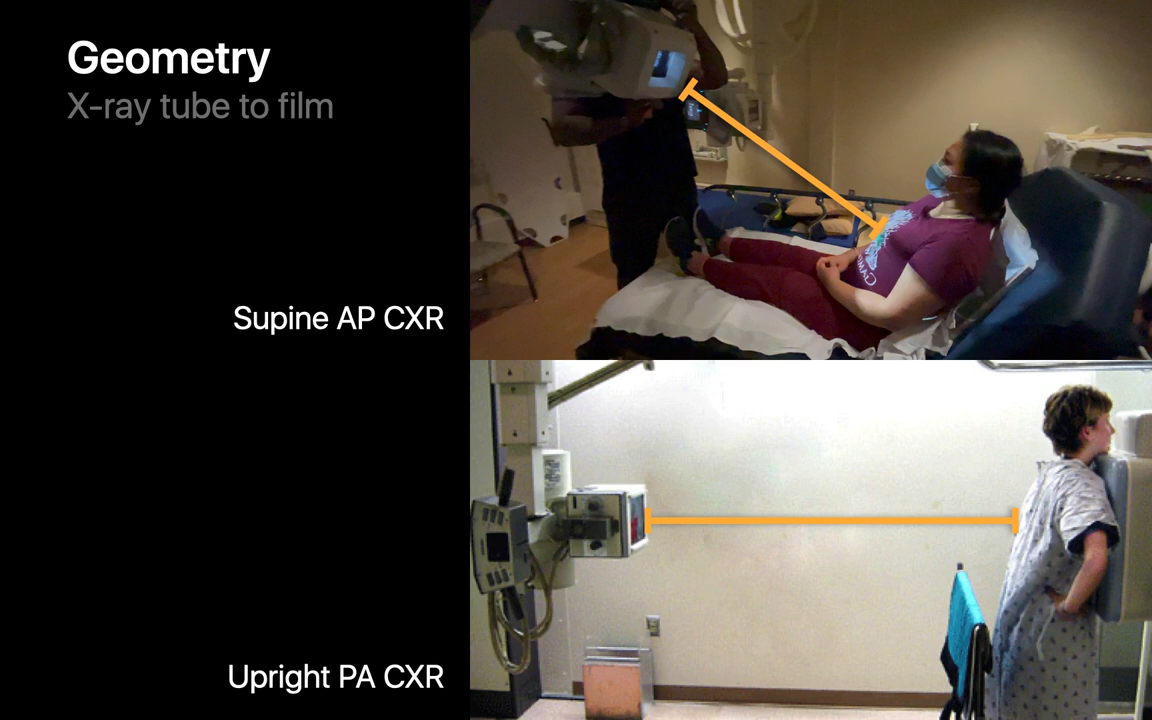 Geometry
X-ray tube to film
Supine AP CXR
Upright PA CXR